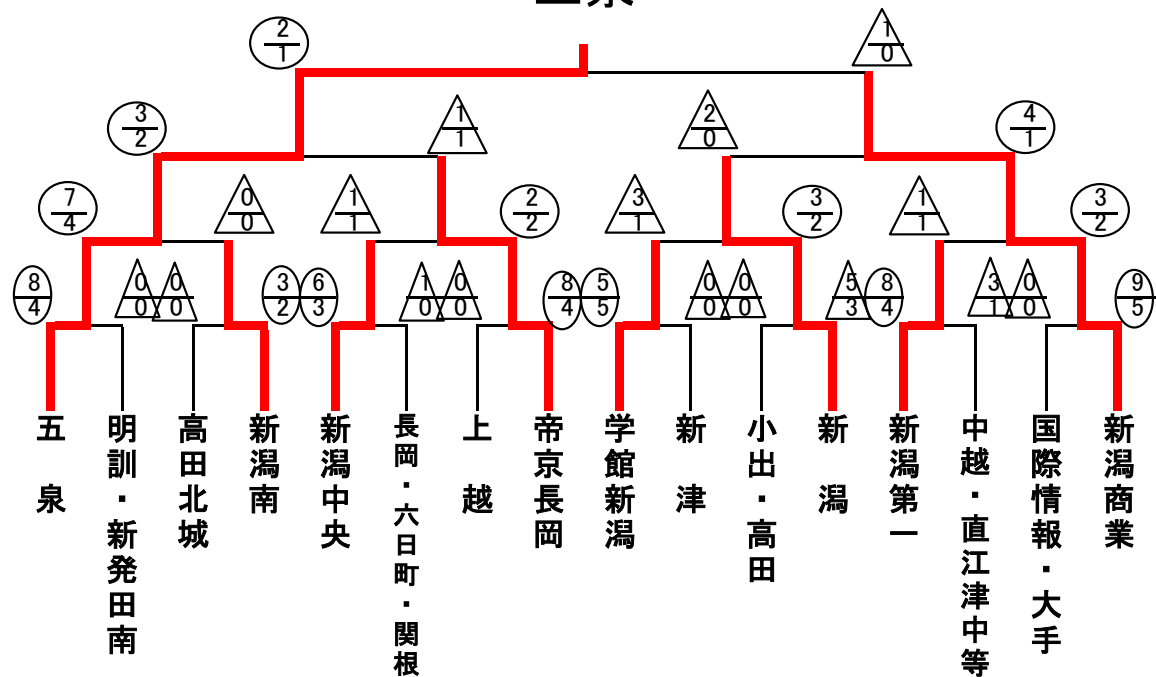 2 1
1 0
3 1 2 4
2 1 0 1
7 0 1 2 3 3 1 3
4 0 1 2 1 2 1 2
8 0 0 3 6 1 0 8 5 0 0 5 8 3 0 9
4 0 0 2 3 0 0 4 5 0 0 3 4 1 0 5
五泉
明訓・新発田南
高田北城
新潟南
新潟中央
長岡・六日町・関根
上越
帝京長岡
学館新潟
新津
小出・高田
新潟
新潟第一
中越・直江津中等
国際情報・大手
新潟商業